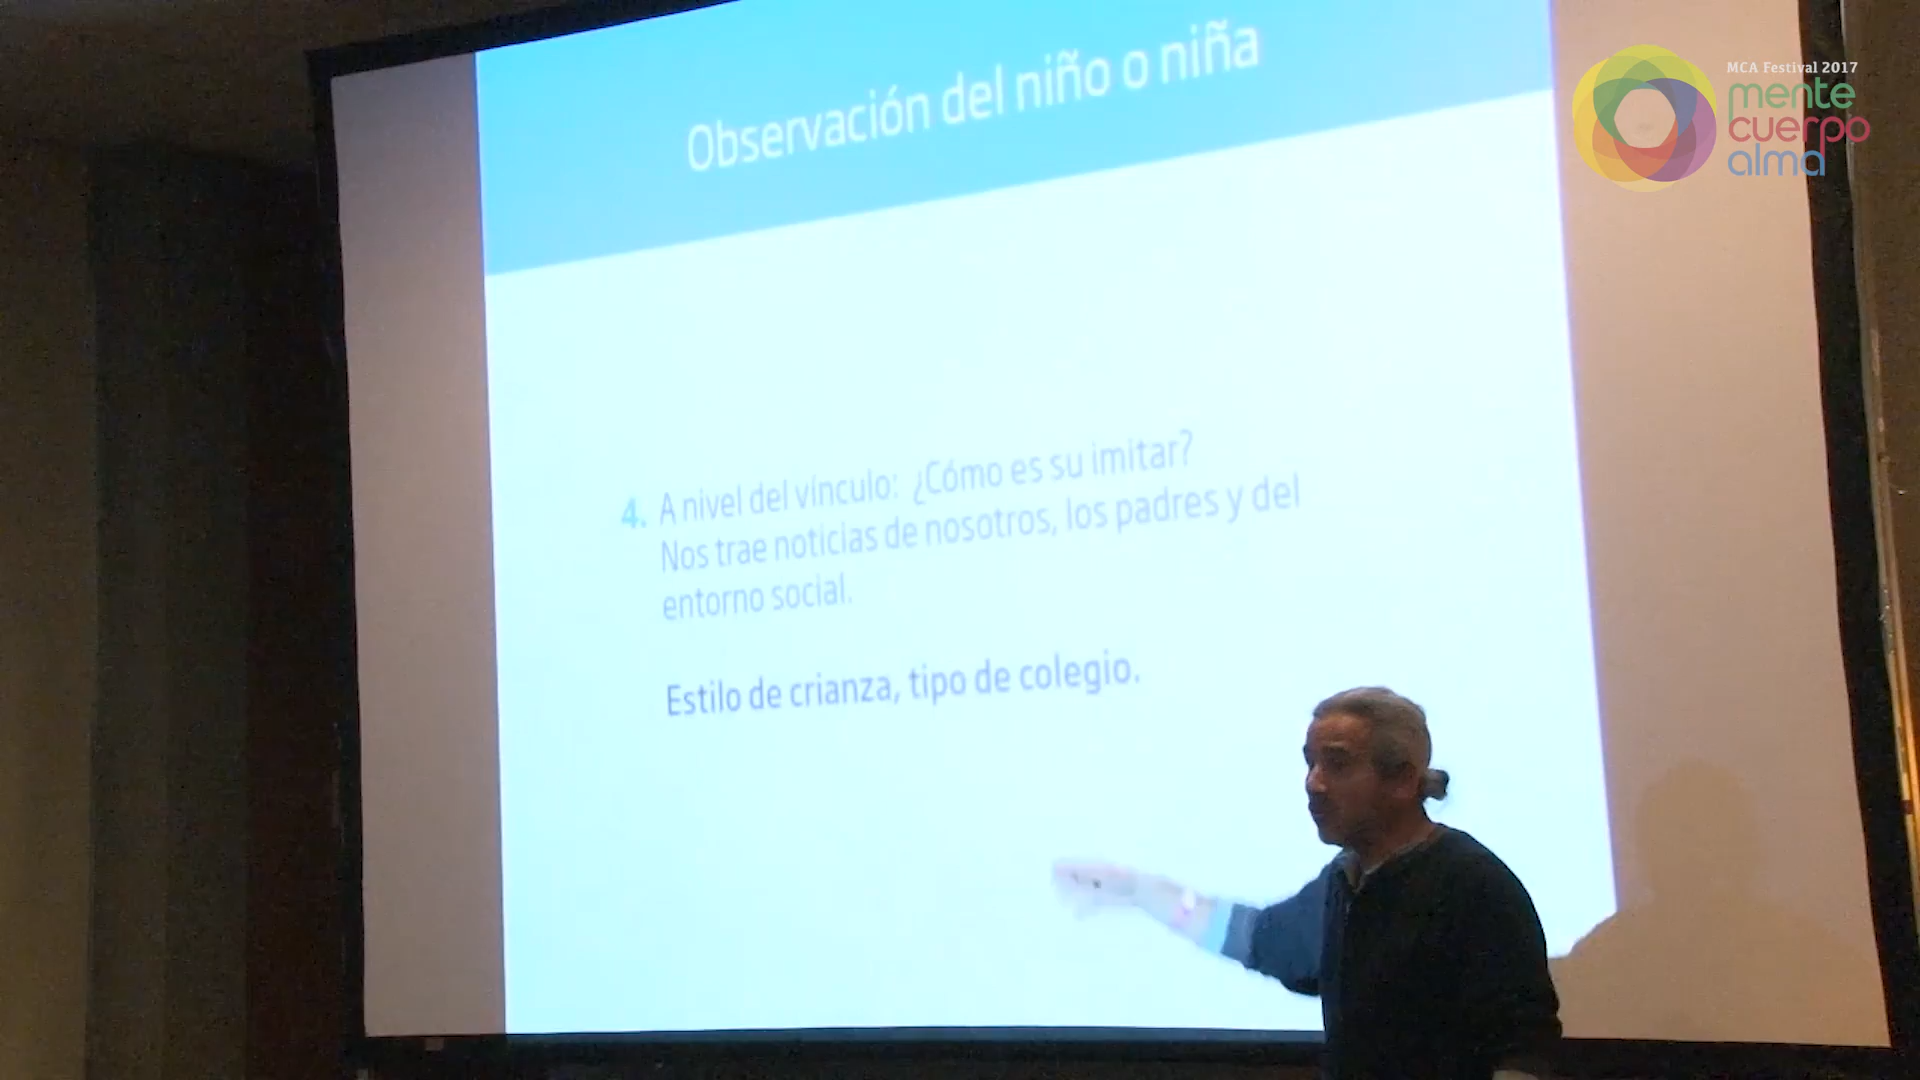 Observación del niño o niña
MCA Festival 2017
mente
cuerpo
alma
4. A nivel del vínculo: ¿Cómo es su imitar?
Nos trae noticias de nosotros, los padres y del
entorno social.
Estilo de crianza, tipo de colegio.